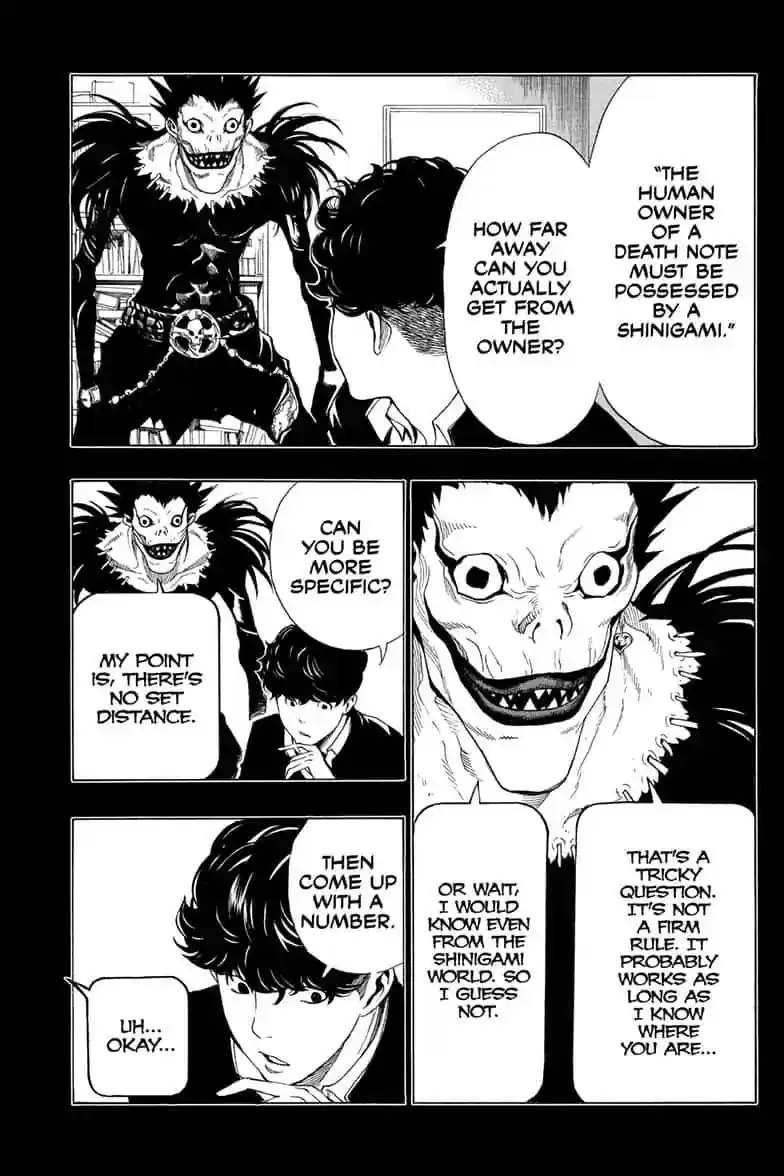 “THE
HUMAN
OWNER
OF A
DEATH NOTE
MUST BE
POSSESSED
BY A
SHINIGAMI.”
HOW FAR
AWAY
CAN YOU
ACTUALLY
GET FROM
THE
OWNER?
THAT'S A
TRICKY
QUESTION.
IT'S NOT
A FIRM
RULE. IT
PROBABLY
WORKS AS
LONG AS
I KNOW
WHERE
YOU ARE...
OR WAIT,
I WOULD
KNOW EVEN
FROM THE
SHINIGAMI
WORLD. SO
I GUESS
NOT.
CAN
YOU BE
MORE
SPECIFIC?
MY POINT
IS, THERE'S
NO SET
DISTANCE.
THEN
COME UP
WITH A
NUMBER.
UH...
OKAY...